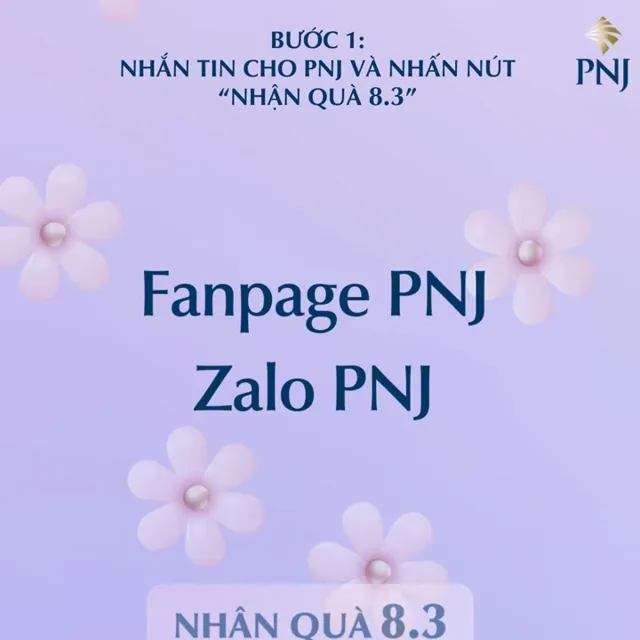 BƯỚC 1:
NHẮN TIN CHO PNJ VÀ NHẤN NÚT
“NHẬN QUÀ 8.3”
PNJ
Fanpage PNJ
Zalo PNJ
NHẬN QUÀ 8.3